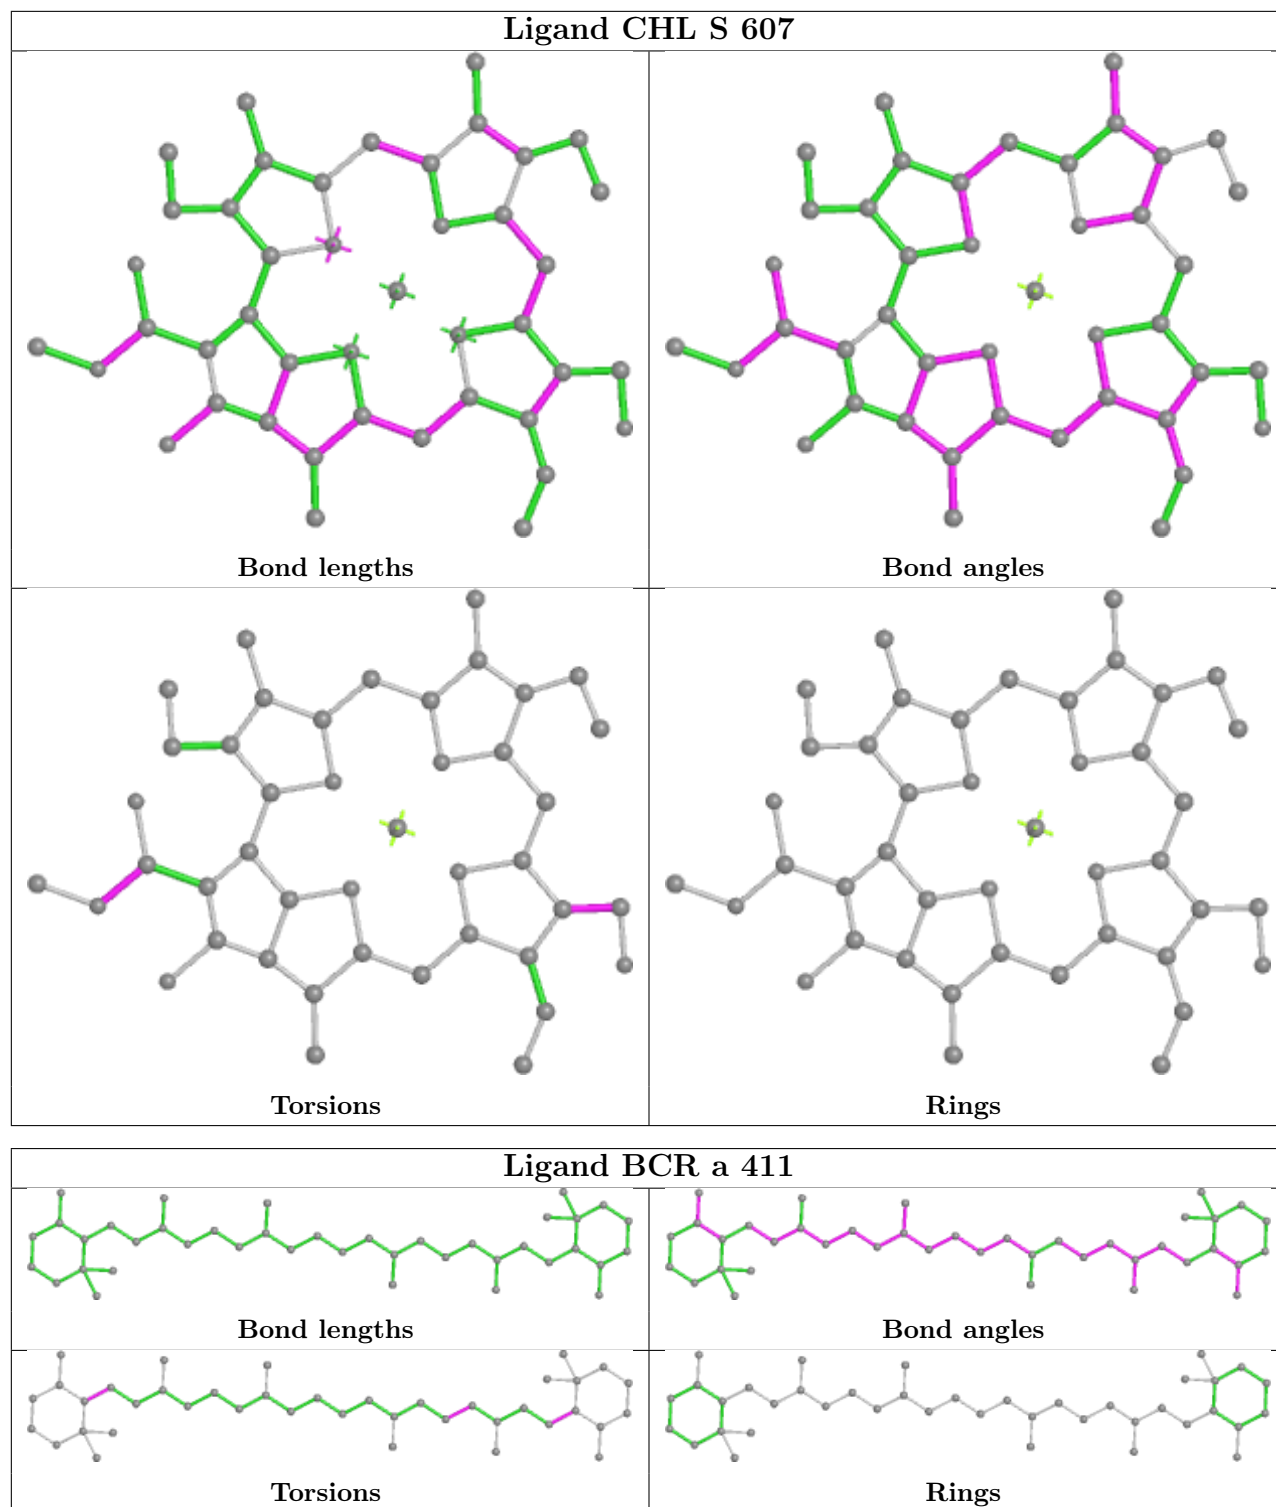 Ligand CHL S 607
Bond lengths
Bond angles
Torsions
Rings
Ligand BCR a 411
Bond lengths
Bond angles
Torsions
Rings